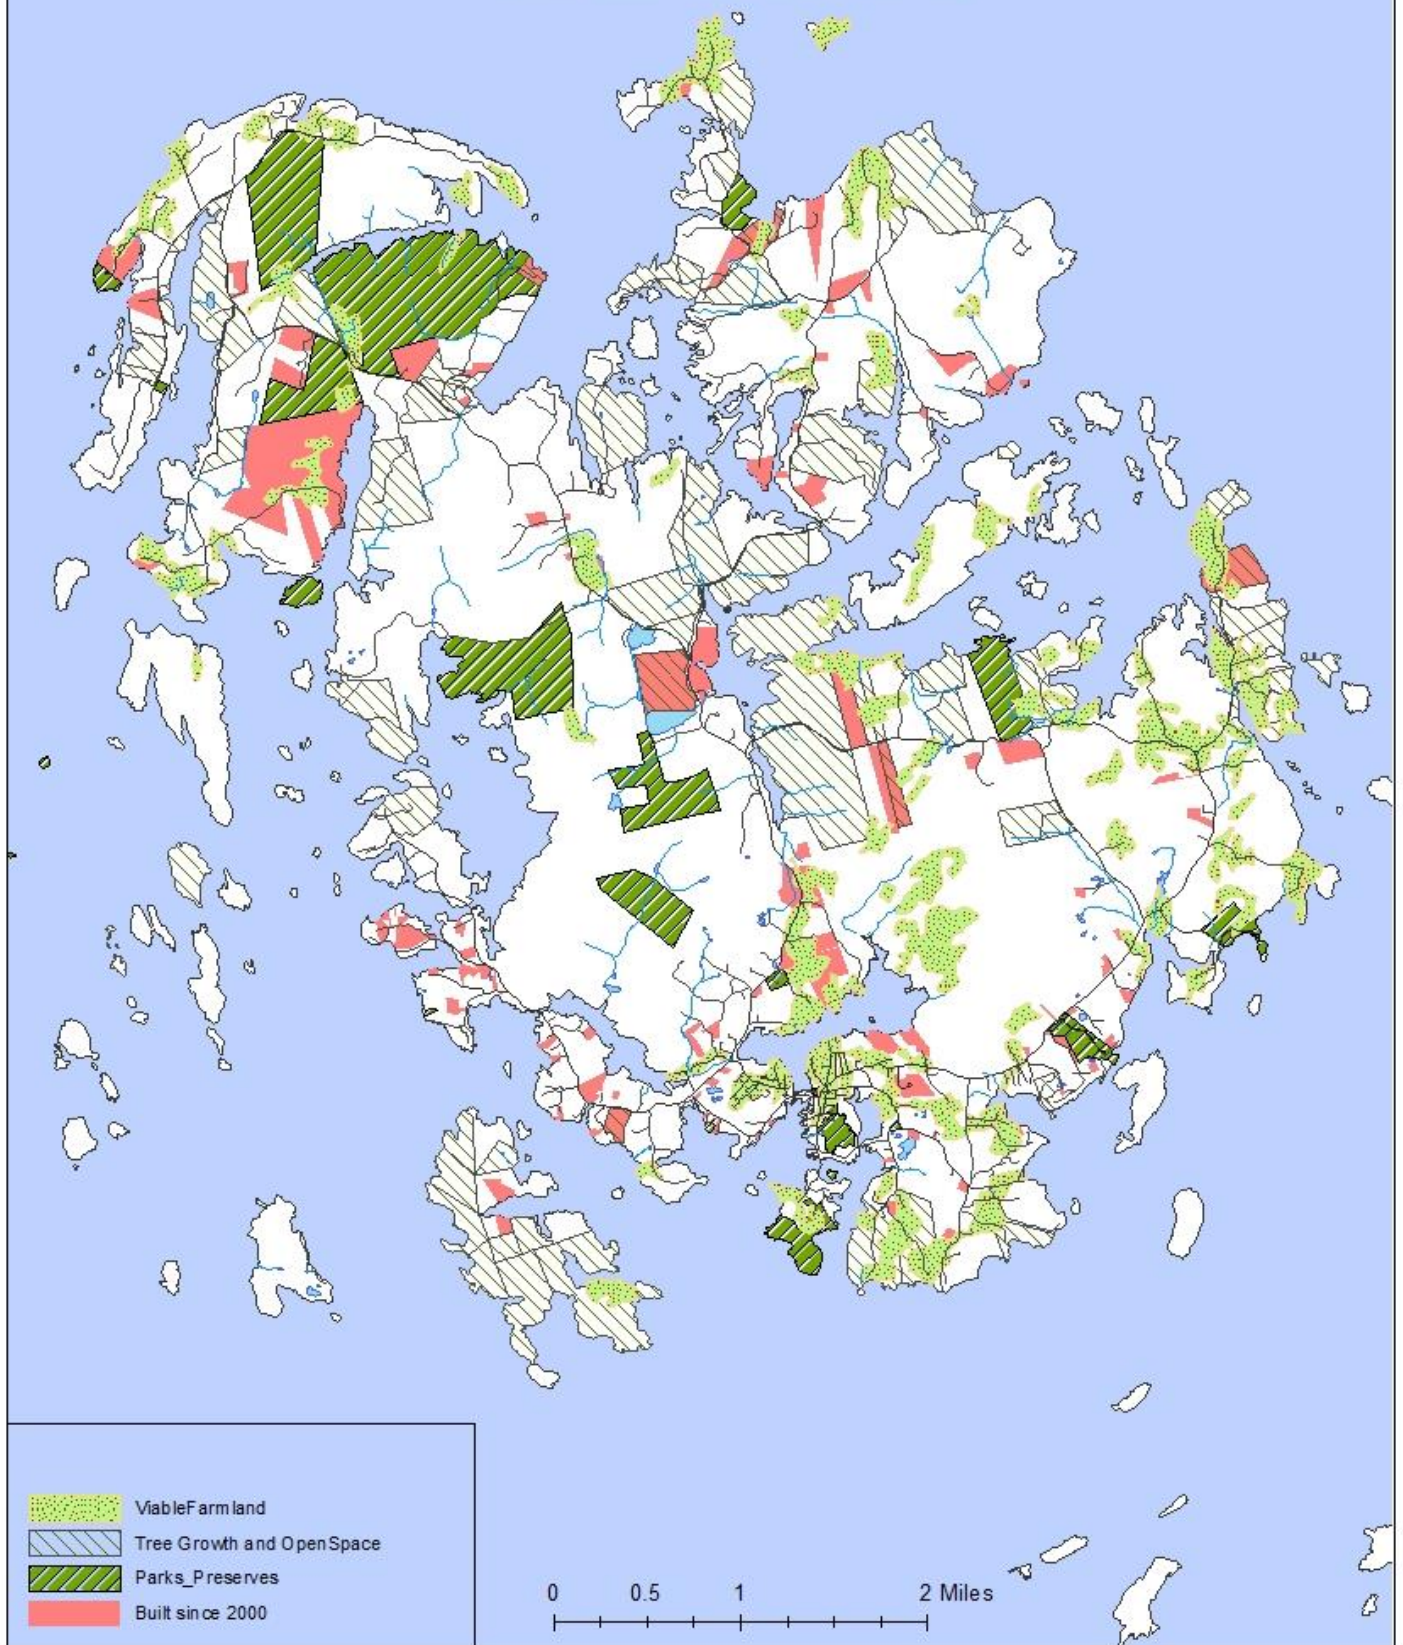 ViableFarmland
Tree Growth and OpenSpace
Parks_Preserves
Built since 2000
0 0.5 1 2 Miles